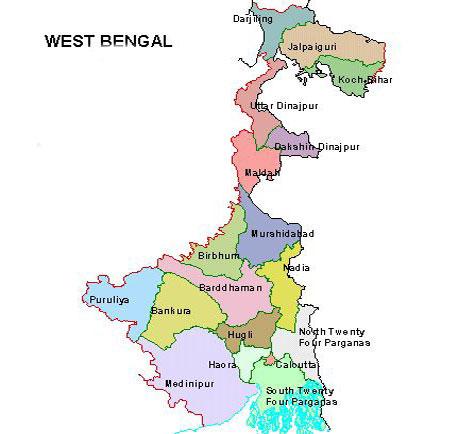 Darjiling
WEST BENGAL
Jalpaiguri
Koch Bihar
Uttar Dinajpur
Dakshin Dinajpur
Maldah
Murshidabad
Birbhum
Nadia
Barddhaman
Puruliya
Bankura
Hugli
North Twenty
Four Parganas
Haora
Calcutta
Medinipur
South Twenty
Four Parganas